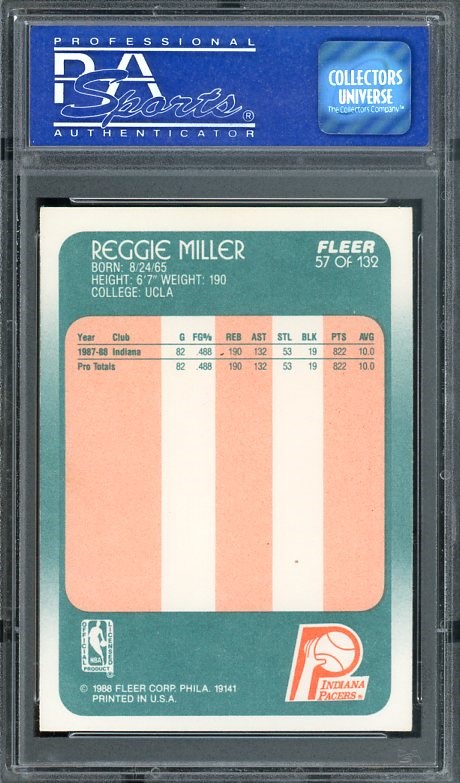 PROFESSIONAL
PSA
Sports®
AUTHENTICATOR
COLLECTORS
UNIVERSE
The Collectors Company™
REGGIE MILLER
FLEER
BORN: 8/24/65
57 OF 132
HEIGHT: 6'7" WEIGHT: 190
COLLEGE: UCLA
Year Club G FG% REB AST STL BLK PTS AVG
1987-88 Indiana 82 .488 190 132 53 19 822 10.0
Pro Totals 82 .488 190 132 53 19 822 10.0
OFFICIAL
LICENSED
NBA
PRODUCT
INDIANA
PACERS®
© 1988 FLEER CORP. PHILA. 19141
PRINTED IN U.S.A.